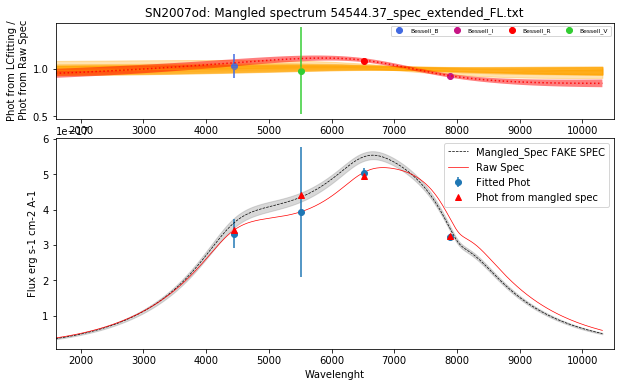 SN2007od: Mangled spectrum 54544.37_spec_extended_FL.txt
Phot from LCfitting /
Phot from Raw Spec
1.0
0.5
Bessell_B
Bessell_I
Bessell_R
Bessell_V
2000 3000 4000 5000 6000 7000 8000 9000 10000
Flux erg s-1 cm-2 A-1
6
5
4
3
2
1
Mangled_Spec FAKE SPEC
Raw Spec
Fitted Phot
Phot from mangled spec
2000 3000 4000 5000 6000 7000 8000 9000 10000
Wavelenght